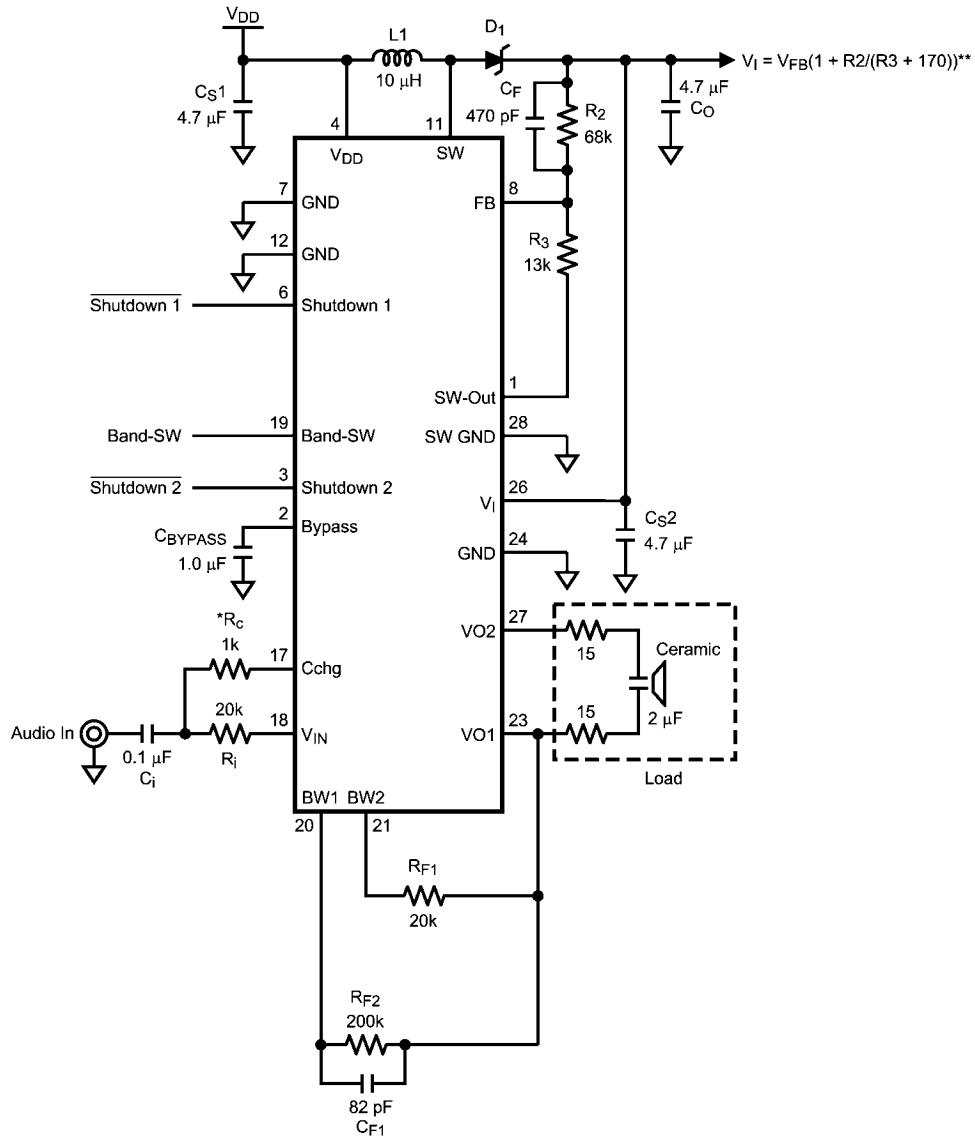 VDD
L1
10 µH
D1
VI = VFB(1 + R2/(R3 + 170))**
CS1
4.7 µF
CF
470 pF
R2
68k
4.7 µF
CO
4
11
VDD
SW
7
GND
8
FB
12
GND
R3
13k
Shutdown 1
6
Shutdown 1
1
SW-Out
Band-SW
19
Band-SW
28
SW GND
Shutdown 2
3
Shutdown 2
26
VI
CS2
4.7 µF
2
Bypass
CBYPASS
1.0 µF
24
GND
*Rc
1k
17
Cchg
27
VO2
15
Ceramic
2 µF
Audio In
0.1 µF
Ci
20k
Ri
18
VIN
23
VO1
15
Load
BW1
BW2
20
21
RF1
20k
RF2
200k
82 pF
CF1